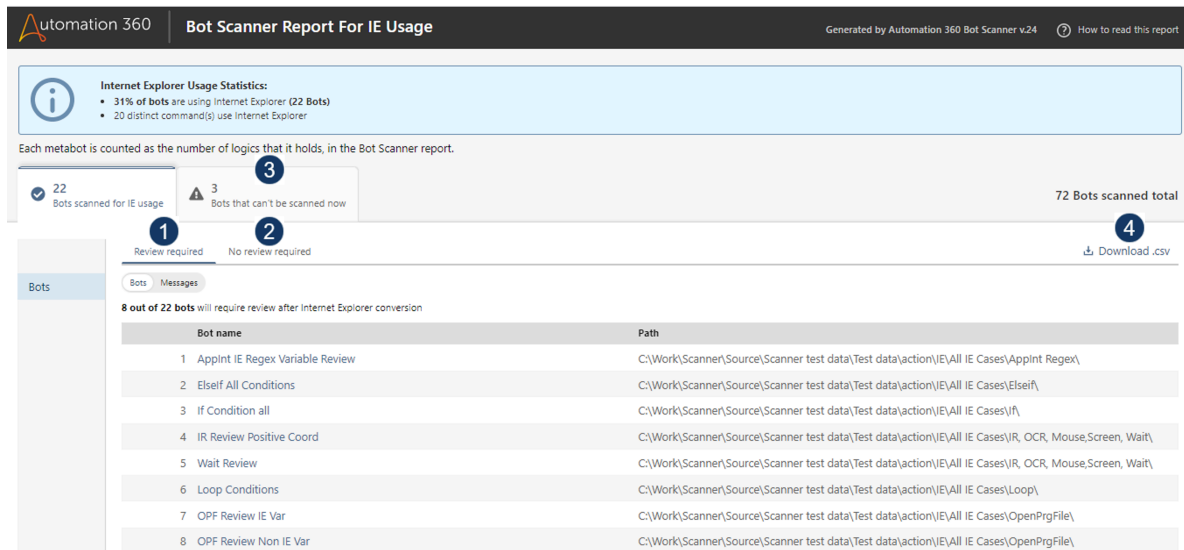 Automation 360
Bot Scanner Report For IE Usage
Generated by Automation 360 Bot Scanner v.24
How to read this report
Internet Explorer Usage Statistics:
• 31% of bots are using Internet Explorer (22 Bots)
• 20 distinct command(s) use Internet Explorer
Each metabot is counted as the number of logics that it holds, in the Bot Scanner report.
3
22
Bots scanned for IE usage
3
Bots that can't be scanned now
72 Bots scanned total
1
2
4
Review required
No review required
Download .csv
Bots
Bots Messages
8 out of 22 bots will require review after Internet Explorer conversion
Bot name Path
1 AppInt IE Regex Variable Review C:\Work\Scanner\Source\Scanner test data\Test data\action\IE\All IE Cases\AppInt Regex\
2 ElseIf All Conditions C:\Work\Scanner\Source\Scanner test data\Test data\action\IE\All IE Cases\Elseif\
3 If Condition all C:\Work\Scanner\Source\Scanner test data\Test data\action\IE\All IE Cases\If\
4 IR Review Positive Coord C:\Work\Scanner\Source\Scanner test data\Test data\action\IE\All IE Cases\IR, OCR, Mouse,Screen, Wait\
5 Wait Review C:\Work\Scanner\Source\Scanner test data\Test data\action\IE\All IE Cases\IR, OCR, Mouse,Screen, Wait\
6 Loop Conditions C:\Work\Scanner\Source\Scanner test data\Test data\action\IE\All IE Cases\Loop\
7 OPF Review IE Var C:\Work\Scanner\Source\Scanner test data\Test data\action\IE\All IE Cases\OpenPrgFile\
8 OPF Review Non IE Var C:\Work\Scanner\Source\Scanner test data\Test data\action\IE\All IE Cases\OpenPrgFile\